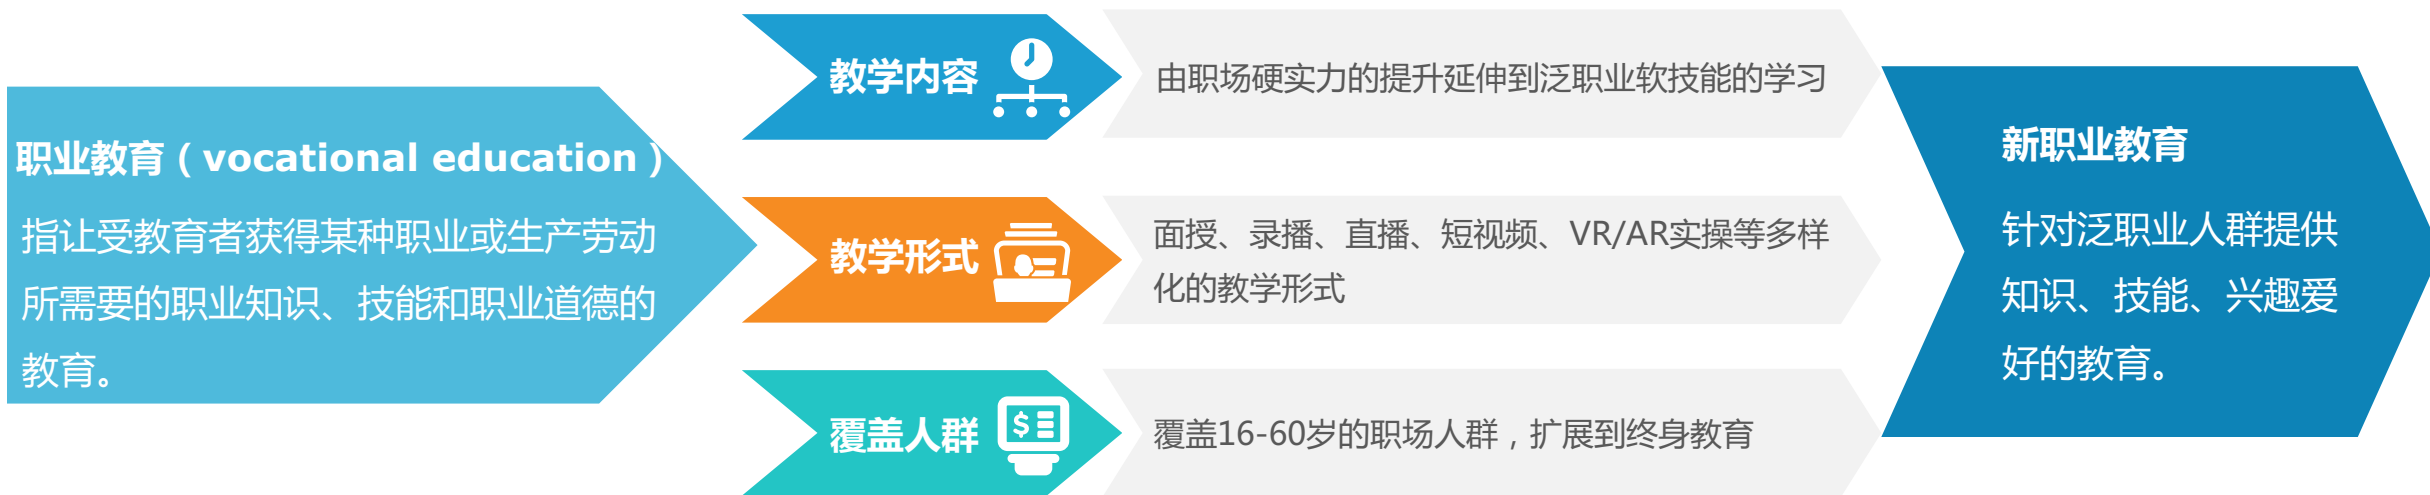 职业教育（vocational education）
指让受教育者获得某种职业或生产劳动
所需要的职业知识、技能和职业道德的
教育。
教学内容
由职场硬实力的提升延伸到泛职业软技能的学习
教学形式
面授、录播、直播、短视频、VR/AR实操等多样
化的教学形式
覆盖人群
$
覆盖16-60岁的职场人群，扩展到终身教育
新职业教育
针对泛职业人群提供
知识、技能、兴趣爱
好的教育。